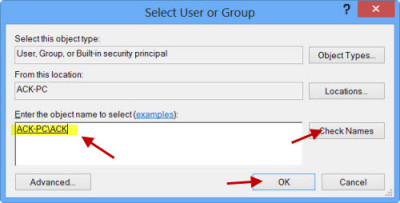 Select User or Group
?
Select this object type:
User, Group, or Built-in security principal
Object Types...
From this location:
ACK-PC
Locations...
Enter the object name to select (examples):
ACK-PC\ACK
Check Names
Advanced...
OK
Cancel